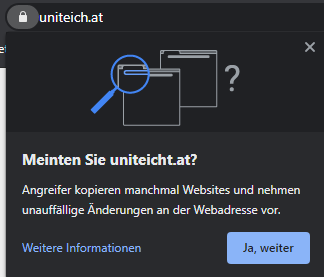 uniteich.at
?
Meinten Sie uniteicht.at?
Angreifer kopieren manchmal Websites und nehmen
unauffällige Änderungen an der Webadresse vor.
Weitere Informationen
Ja, weiter